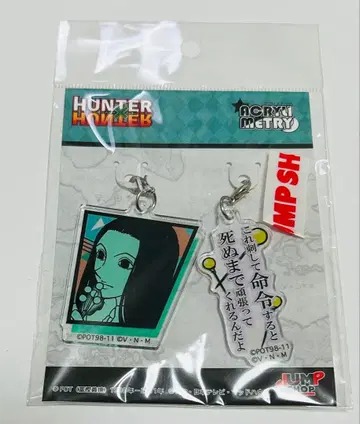 HUNTER
HUNTER
ACRYL
METRY
JUMP SH
これ刺して命令すると
死ぬまで頑張って
くれるんだよ
©POT98-11 ©V・N・M
©POT98-11
©V・N・M
JUMP
SHOP